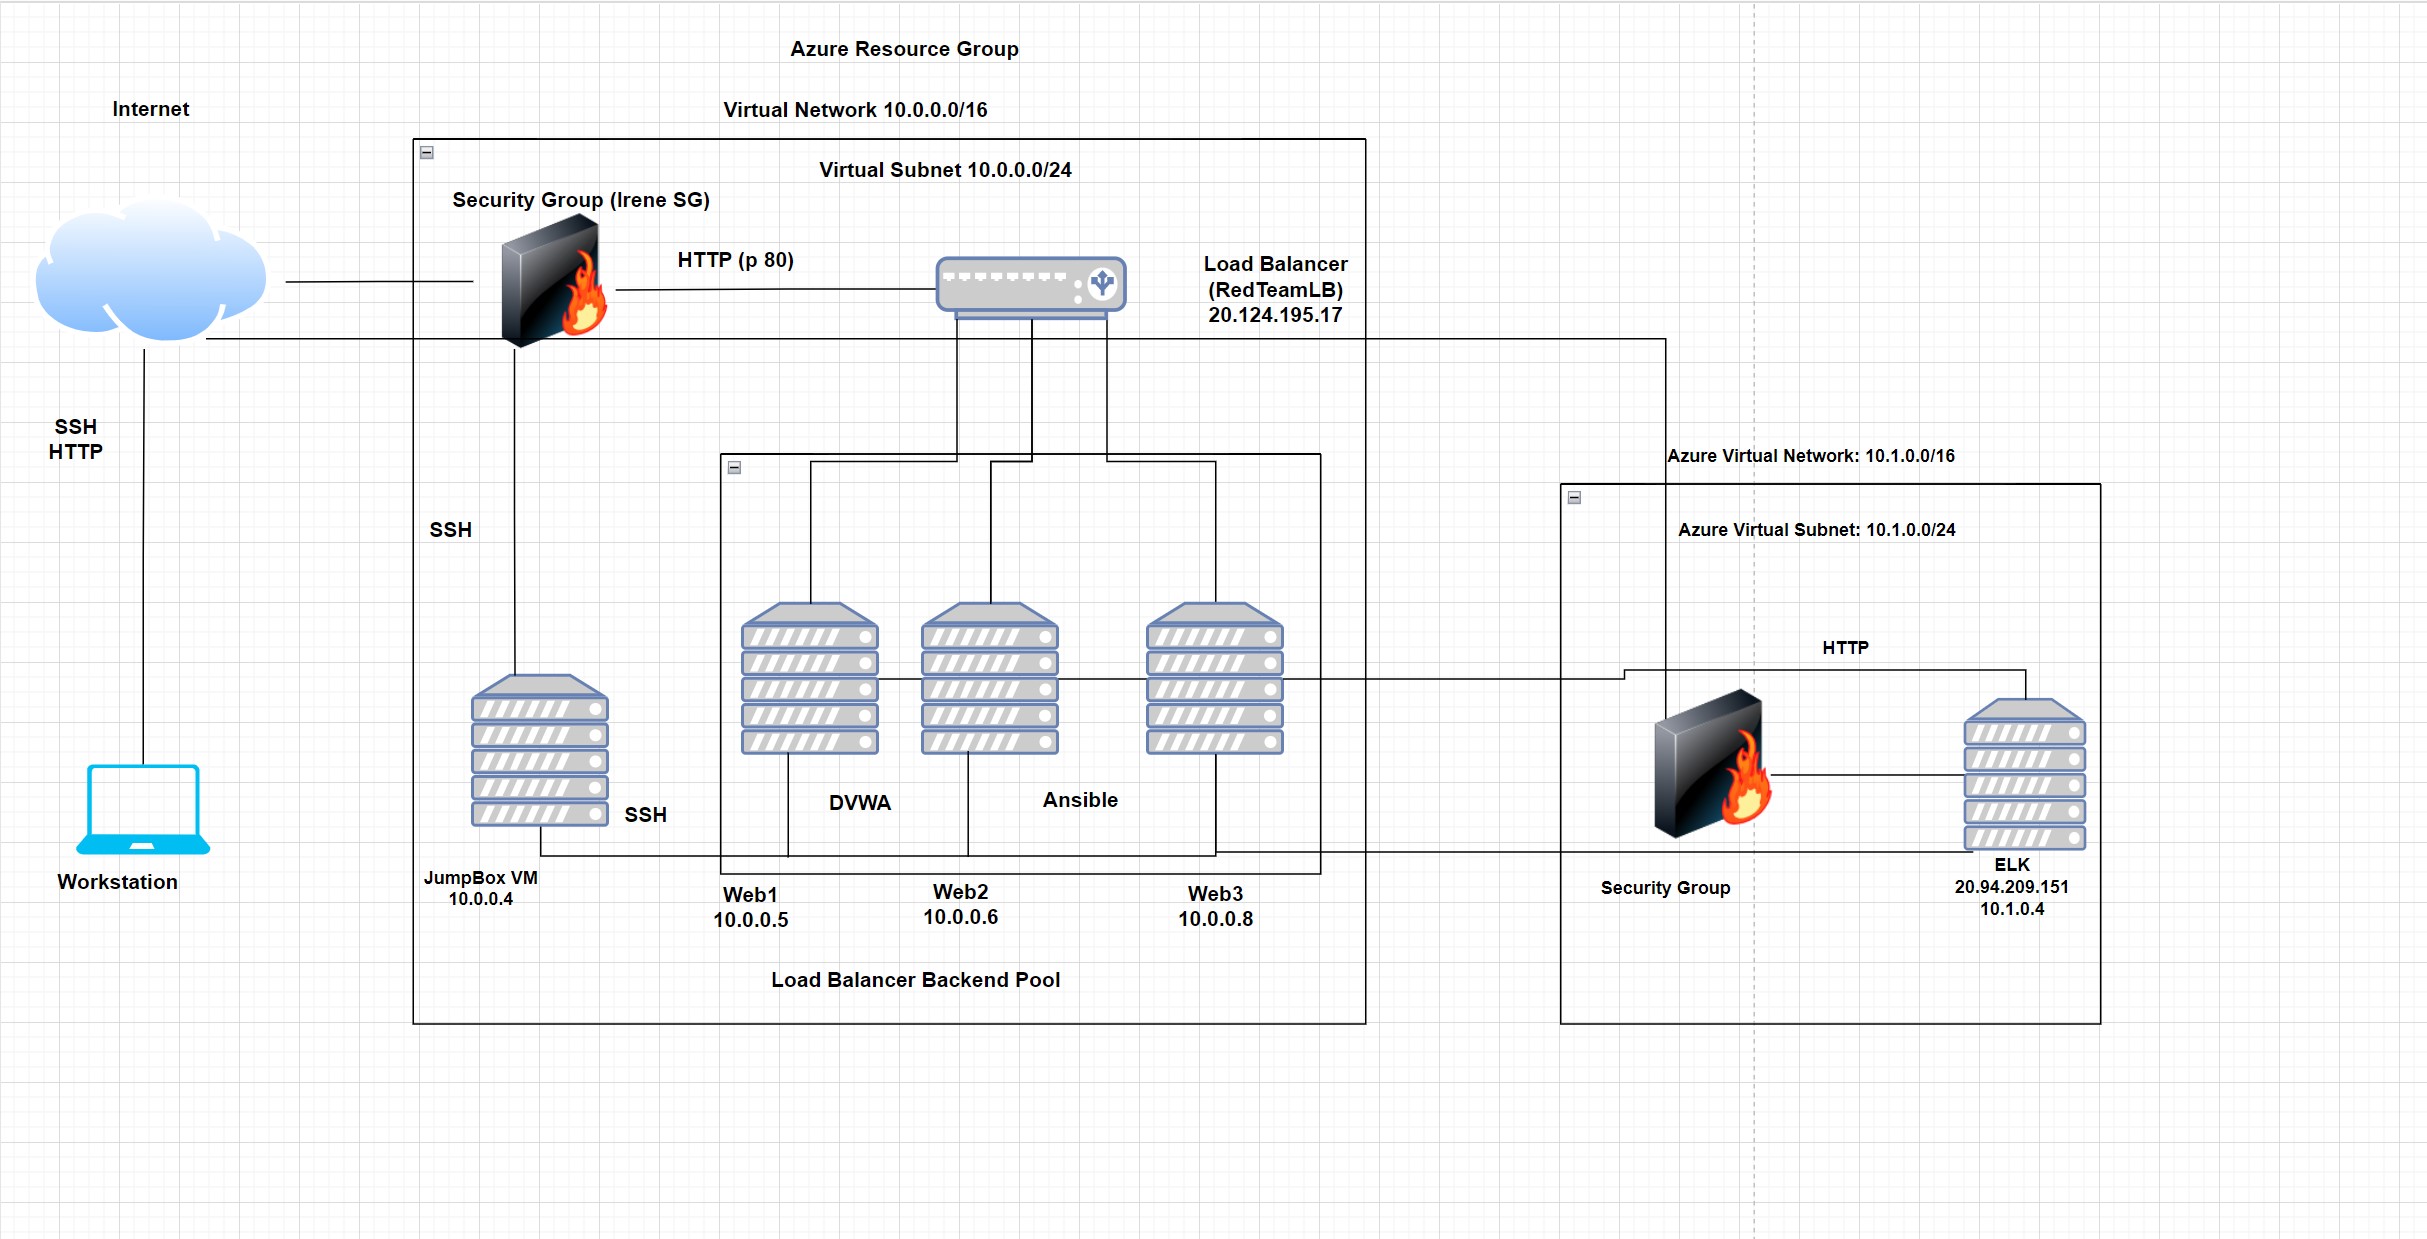 Azure Resource Group
Internet
Virtual Network 10.0.0.0/16
Virtual Subnet 10.0.0.0/24
Security Group (Irene SG)
HTTP (p 80)
Load Balancer
(RedTeamLB)
20.124.195.17
SSH
HTTP
Azure Virtual Network: 10.1.0.0/16
SSH
Azure Virtual Subnet: 10.1.0.0/24
HTTP
DVWA
Ansible
SSH
Workstation
JumpBox VM
10.0.0.4
Web1
10.0.0.5
Web2
10.0.0.6
Web3
10.0.0.8
Security Group
ELK
20.94.209.151
10.1.0.4
Load Balancer Backend Pool